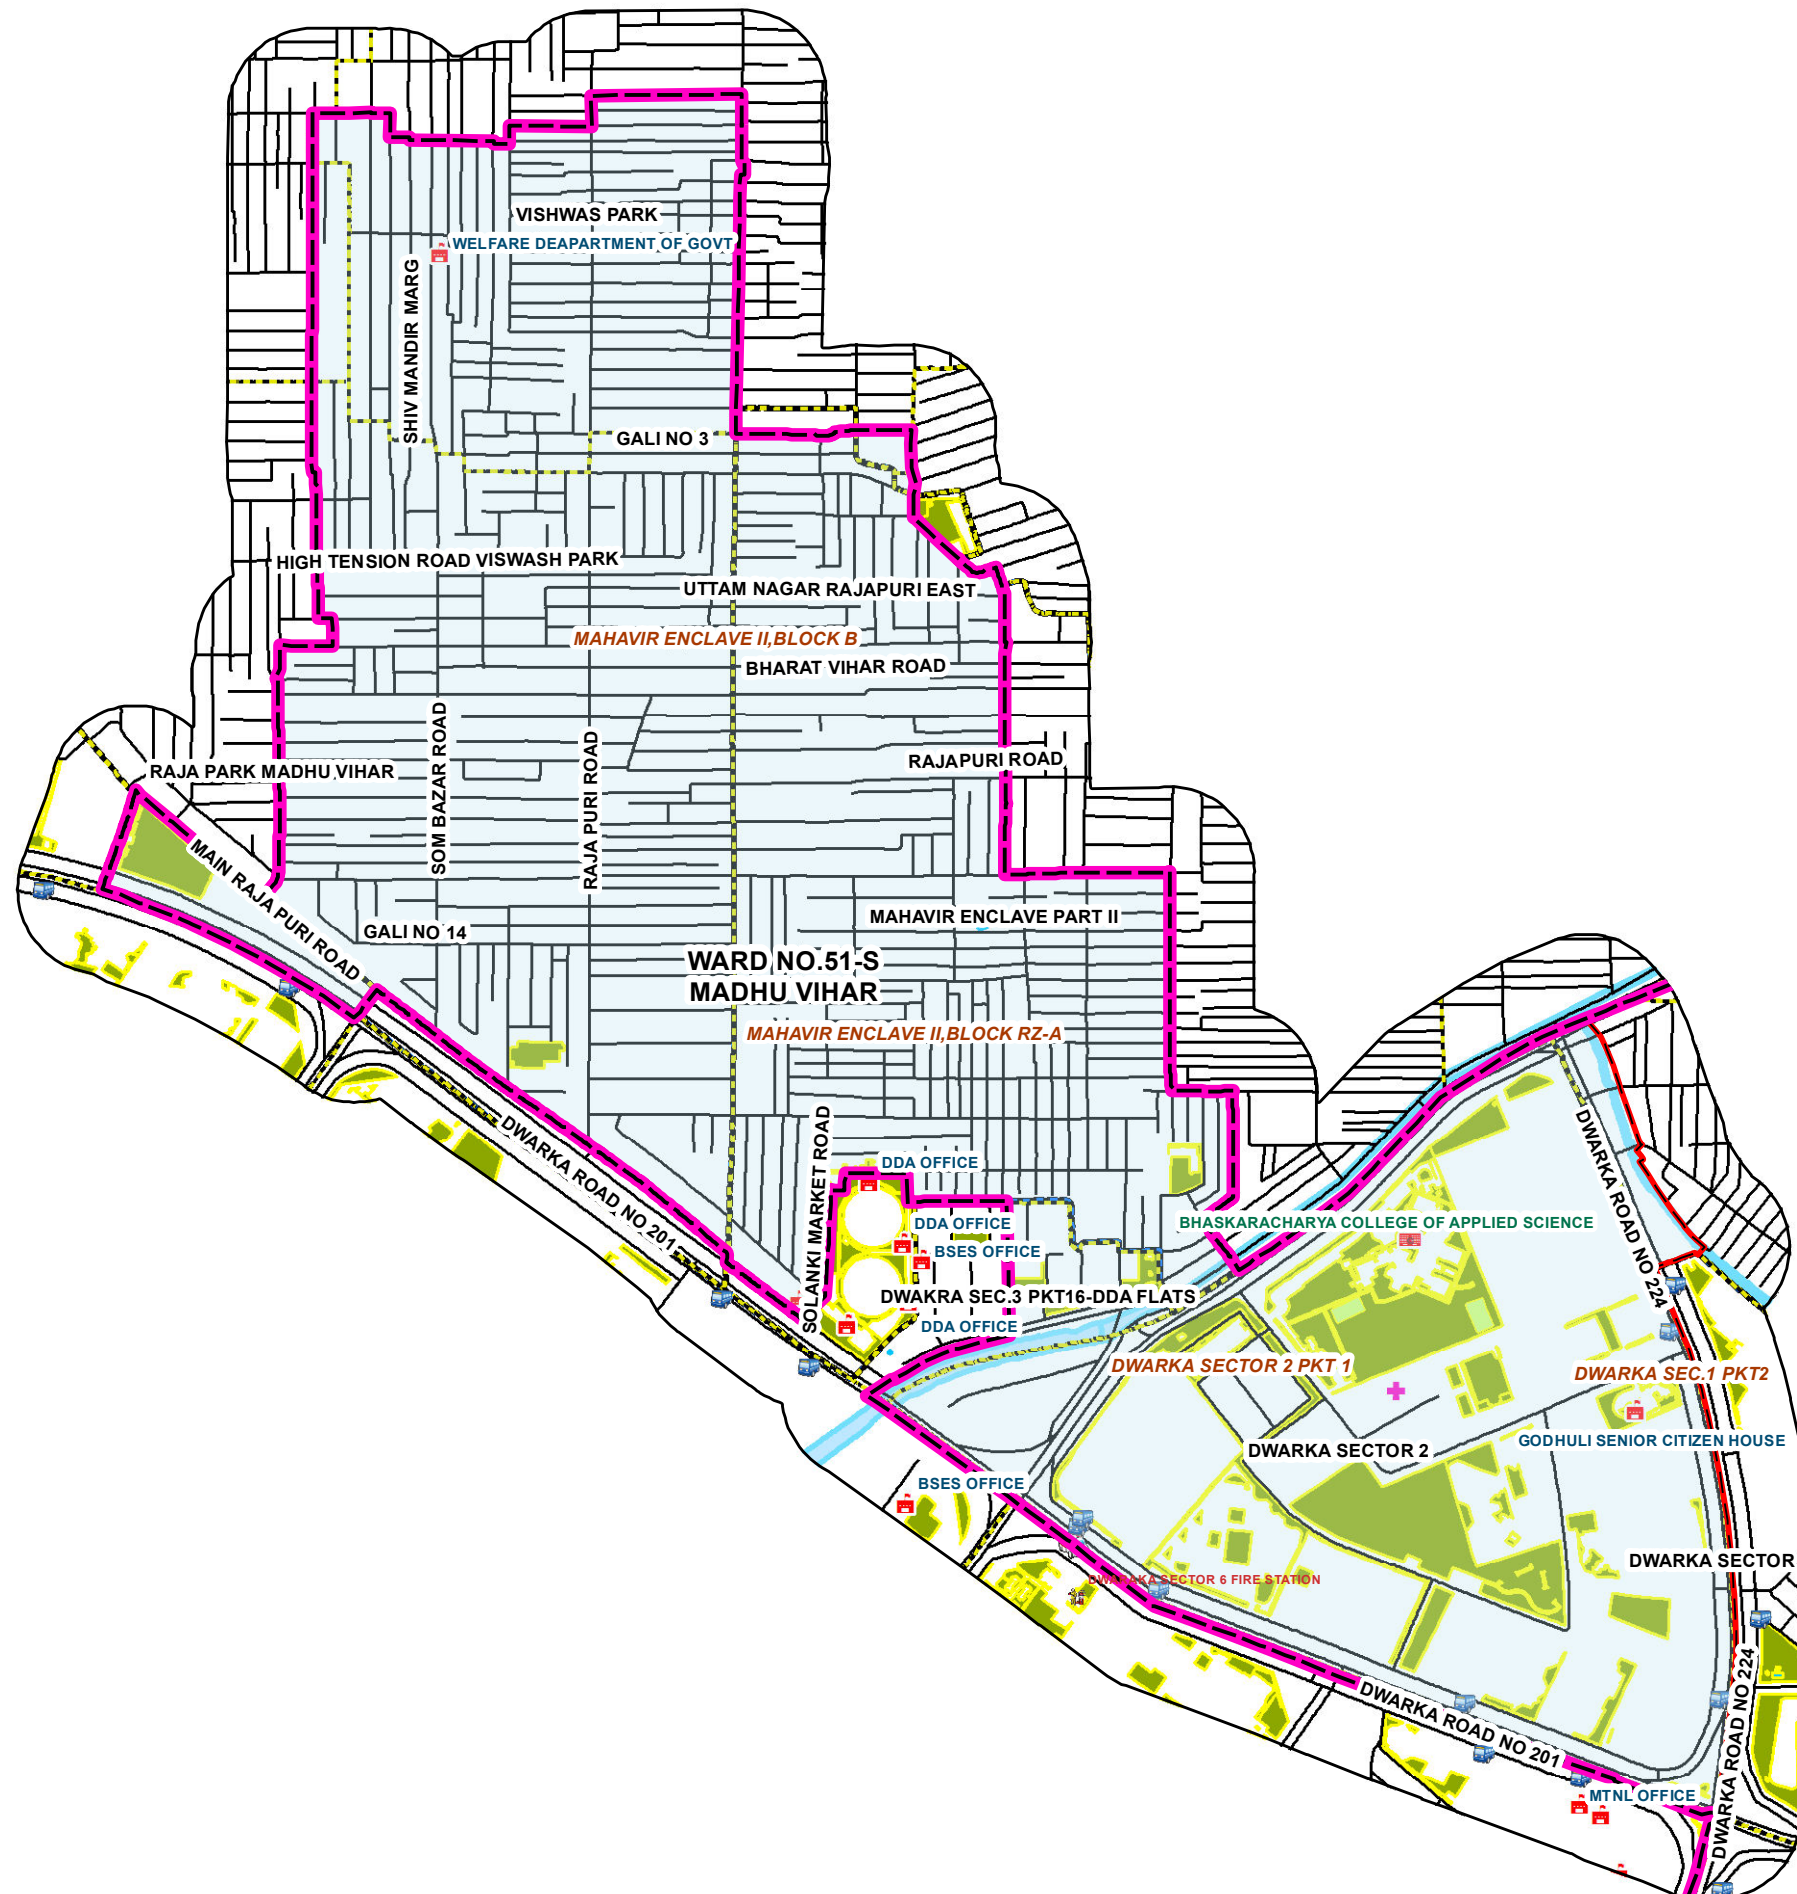 VISHWAS PARK
WELFARE DEAPARTMENT OF GOVT
SHIV MANDIR MARG
GALI NO 3
HIGH TENSION ROAD VISWASH PARK
UTTAM NAGAR RAJAPURI EAST
MAHAVIR ENCLAVE II,BLOCK B
BHARAT VIHAR ROAD
SOM BAZAR ROAD
RAJA PURI ROAD
RAJAPURI ROAD
RAJA PARK MADHU VIHAR
MAIN RAJA PURI ROAD
GALI NO 14
MAHAVIR ENCLAVE PART II
WARD NO.51-S
MADHU VIHAR
MAHAVIR ENCLAVE II,BLOCK RZ-A
DWARKA ROAD NO 201
SOLANKI MARKET ROAD
DDA OFFICE
DDA OFFICE
BSES OFFICE
DWAKRA SEC.3 PKT16-DDA FLATS
DDA OFFICE
BHASKARACHARYA COLLEGE OF APPLIED SCIENCE
DWARKA ROAD NO 224
DWARKA SECTOR 2 PKT 1
DWARKA SEC.1 PKT2
DWARKA SECTOR 2
GODHULI SENIOR CITIZEN HOUSE
BSES OFFICE
DWARAKA SECTOR 6 FIRE STATION
DWARKA SECTOR
DWARKA ROAD NO 201
MTNL OFFICE
DWARKA ROAD NO 224